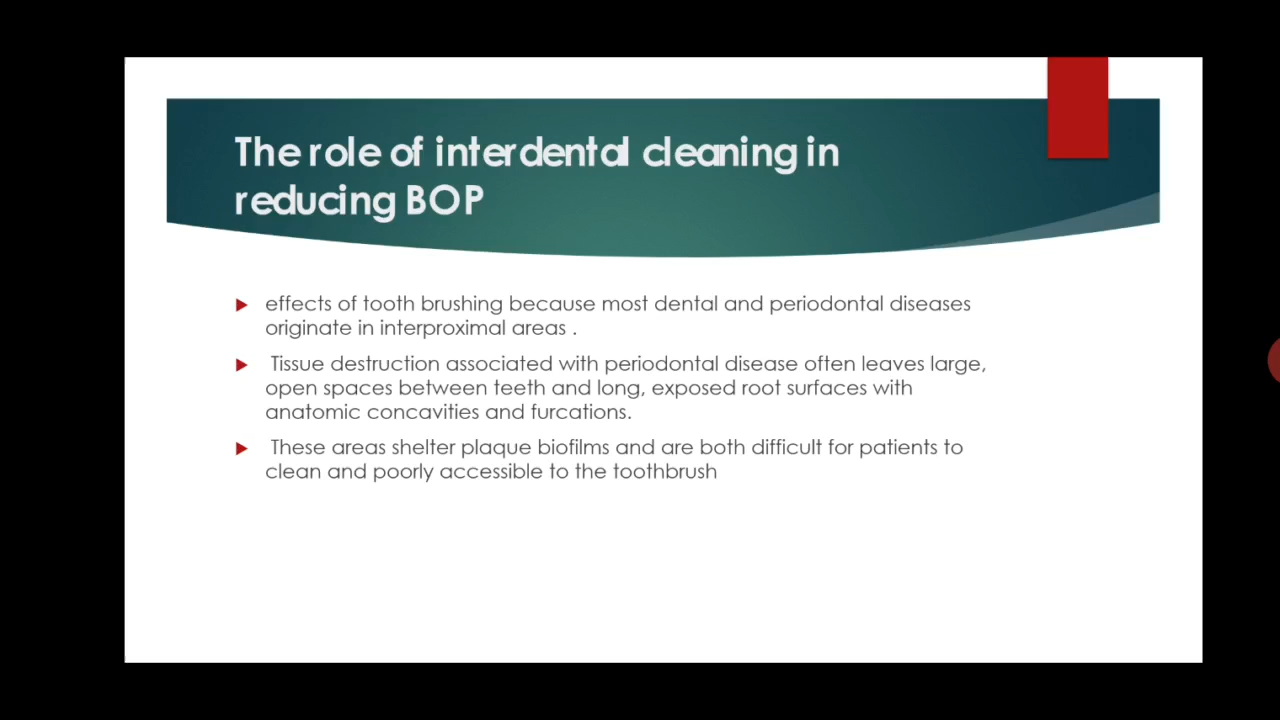 The role of interdental cleaning in
reducing BOP
effects of tooth brushing because most dental and periodontal diseases
originate in interproximal areas .
Tissue destruction associated with periodontal disease often leaves large,
open spaces between teeth and long, exposed root surfaces with
anatomic concavities and furcations.
These areas shelter plaque biofilms and are both difficult for patients to
clean and poorly accessible to the toothbrush